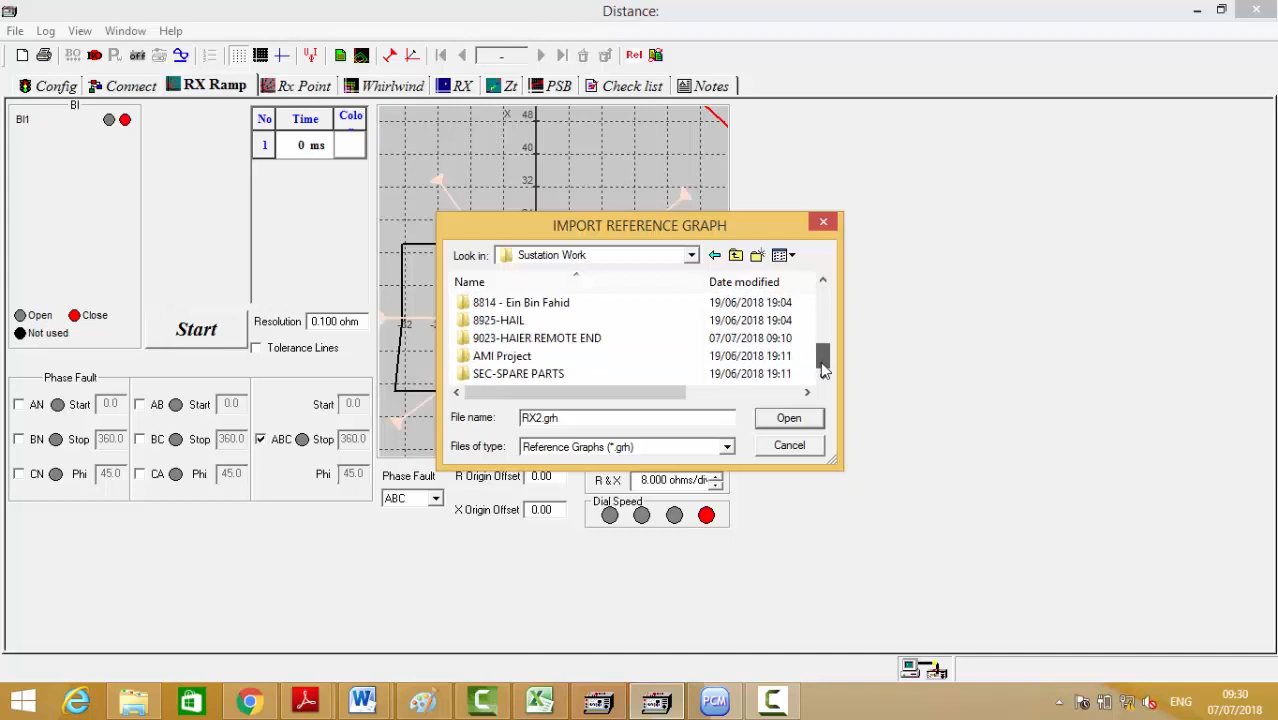 Distance:
File Log View Window Help
BO off - Rel
Config Connect RX Ramp Rx Point Whirlwind RX Zt PSB Check list Notes
BI
BI1
No Time Colo
1 0 ms
X 48
40
32
IMPORT REFERENCE GRAPH
Look in: Sustation Work
Name Date modified
8814 - Ein Bin Fahid 19/06/2018 19:04
8925-HAIL 19/06/2018 19:04
9023-HAIER REMOTE END 07/07/2018 09:10
AMI Project 19/06/2018 19:11
SEC-SPARE PARTS 19/06/2018 19:11
File name: RX2.grh Open
Files of type: Reference Graphs (*.grh) Cancel
Open Close
Not used
Start
Resolution 0.100 ohm
Tolerance Lines
-32
Phase Fault
AN Start 0.0 AB Start 0.0 Start 0.0
BN Stop 360.0 BC Stop 360.0 ABC Stop 360.0
CN Phi 45.0 CA Phi 45.0 Phi 45.0
Phase Fault R Origin Offset 0.00 R & X 8.000 ohms/di
ABC X Origin Offset 0.00 Dial Speed
PCM
ENG 09:30
07/07/2018